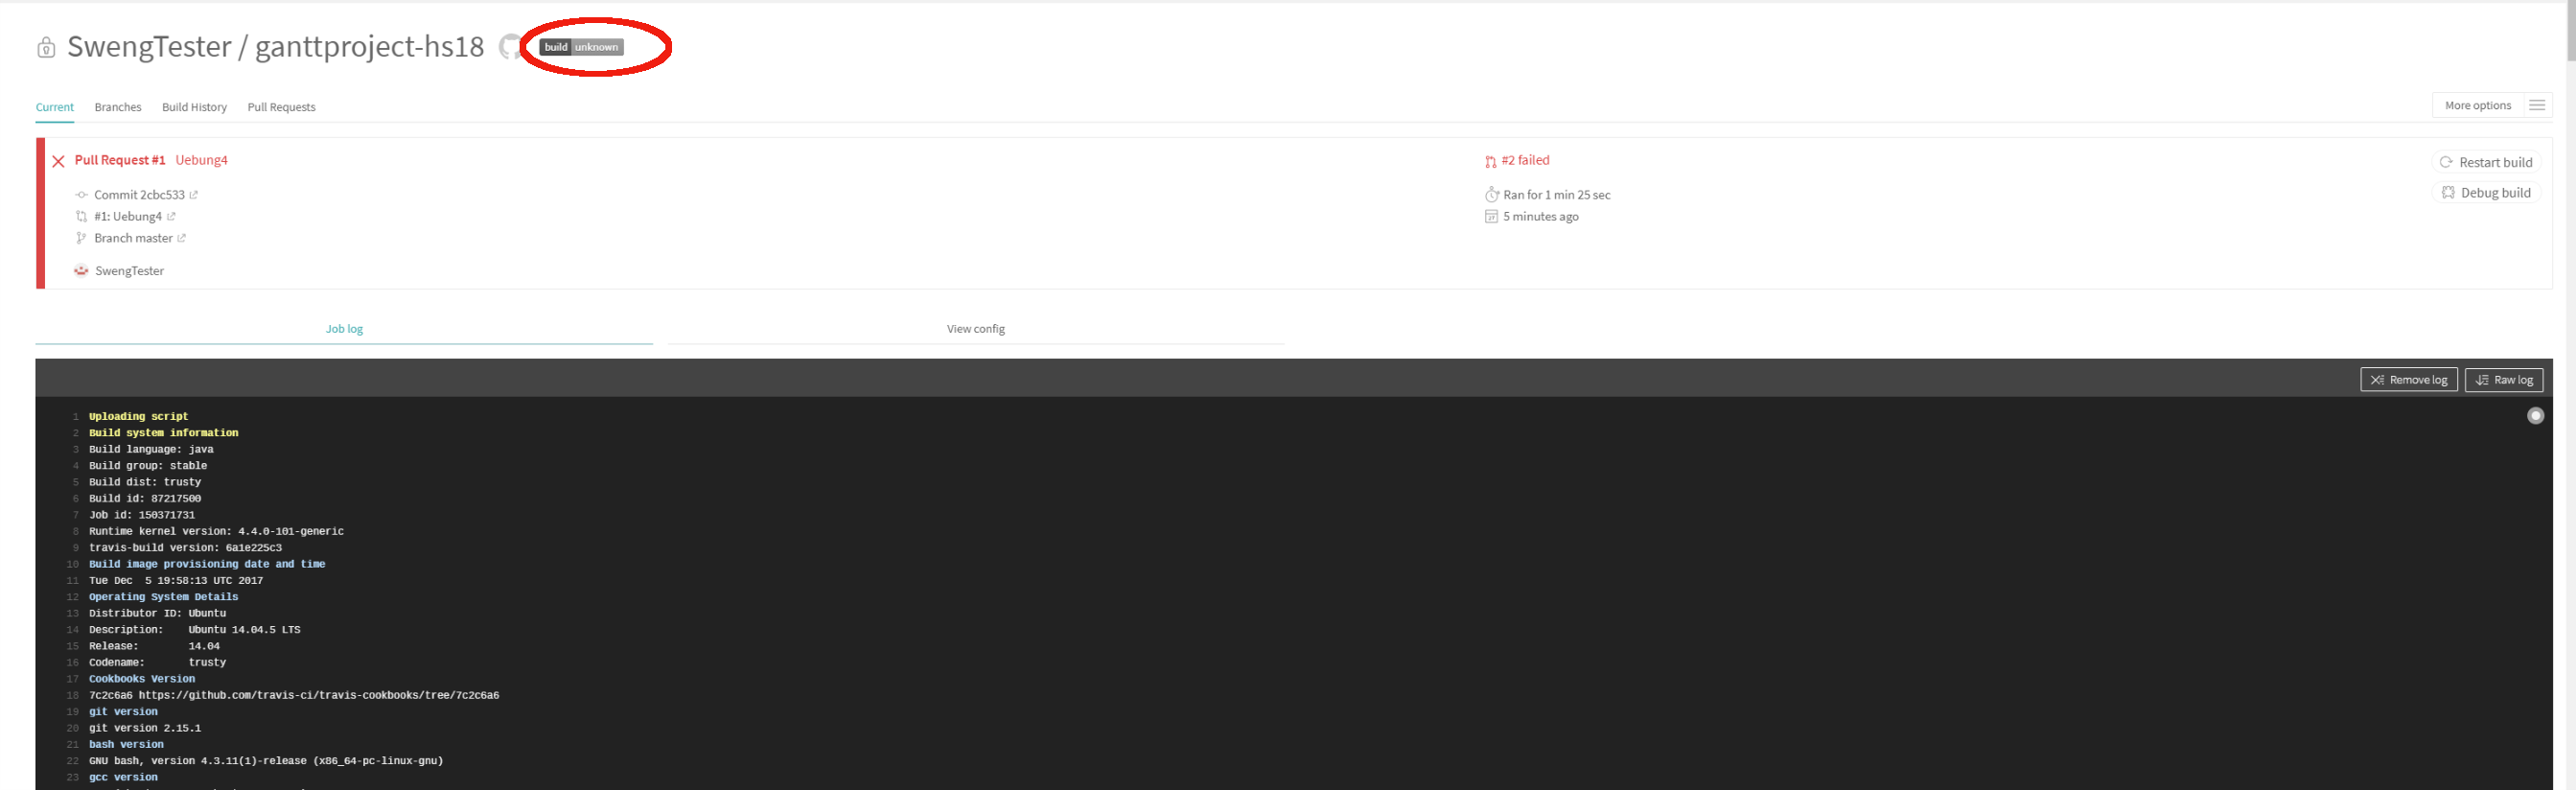 SwengTester / ganttproject-hs18 build unknown
Current Branches Build History Pull Requests More options
Pull Request #1 Uebung4 #2 failed Restart build
Commit 2cbc533 Ran for 1 min 25 sec Debug build
#1: Uebung4 5 minutes ago
Branch master
SwengTester
Job log View config
Remove log Raw log
1 Uploading script
2 Build system information
3 Build language: java
4 Build group: stable
5 Build dist: trusty
6 Build id: 87217500
7 Job id: 150371731
8 Runtime kernel version: 4.4.0-101-generic
9 travis-build version: 6a1e225c3
10 Build image provisioning date and time
11 Tue Dec  5 19:58:13 UTC 2017
12 Operating System Details
13 Distributor ID: Ubuntu
14 Description:    Ubuntu 14.04.5 LTS
15 Release:        14.04
16 Codename:       trusty
17 Cookbooks Version
18 7c2c6a6 https://github.com/travis-ci/travis-cookbooks/tree/7c2c6a6
19 git version
20 git version 2.15.1
21 bash version
22 GNU bash, version 4.3.11(1)-release (x86_64-pc-linux-gnu)
23 gcc version